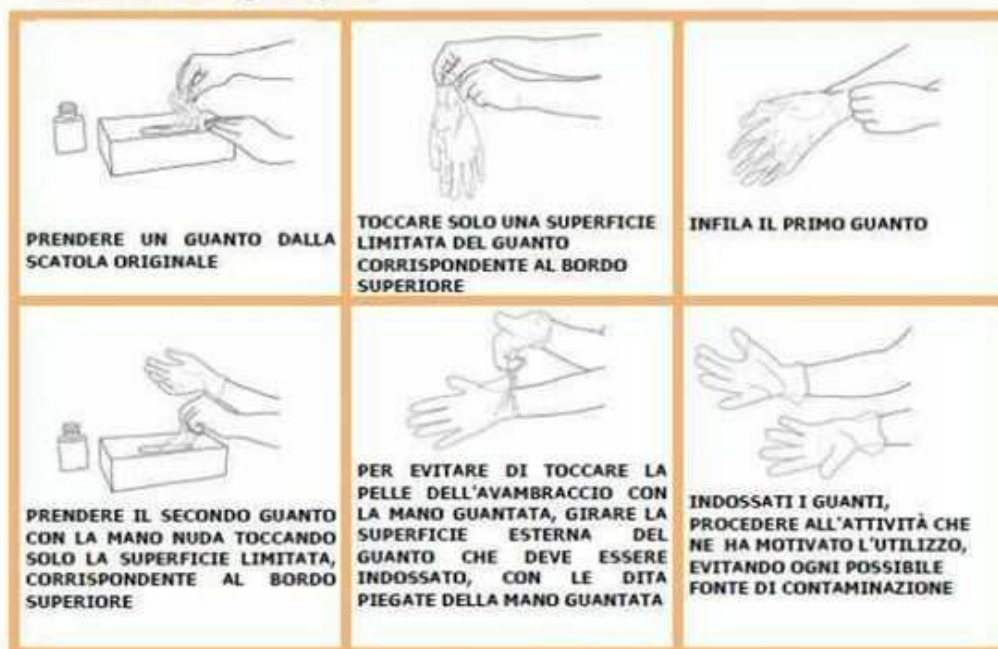 PRENDERE UN GUANTO DALLA
SCATOLA ORIGINALE
TOCCARE SOLO UNA SUPERFICIE
LIMITATA DEL GUANTO
CORRISPONDENTE AL BORDO
SUPERIORE
INFILA IL PRIMO GUANTO
PRENDERE IL SECONDO GUANTO
CON LA MANO NUDA TOCCANDO
SOLO LA SUPERFICIE LIMITATA,
CORRISPONDENTE AL BORDO
SUPERIORE
PER EVITARE DI TOCCARE LA
PELLE DELL'AVAMBRACCIO CON
LA MANO GUANTATA, GIRARE LA
SUPERFICIE ESTERNA DEL
GUANTO CHE DEVE ESSERE
INDOSSATO, CON LE DITA
PIEGATE DELLA MANO GUANTATA
INDOSSATI I GUANTI,
PROCEDERE ALL'ATTIVITÀ CHE
NE HA MOTIVATO L'UTILIZZO,
EVITANDO OGNI POSSIBILE
FONTE DI CONTAMINAZIONE